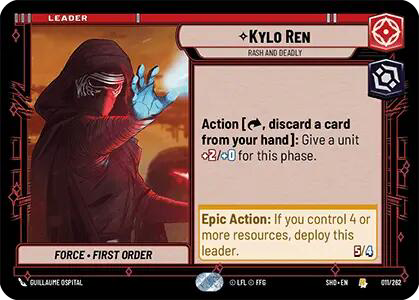 LEADER
KYLO REN
RASH AND DEADLY
Action [, discard a card
from your hand]: Give a unit
+2/+0 for this phase.
Epic Action: If you control 4 or
more resources, deploy this
leader.
5/4
FORCE • FIRST ORDER
GUILLAUME OSPITAL
© LFL © FFG
SHD • EN
R
011/262